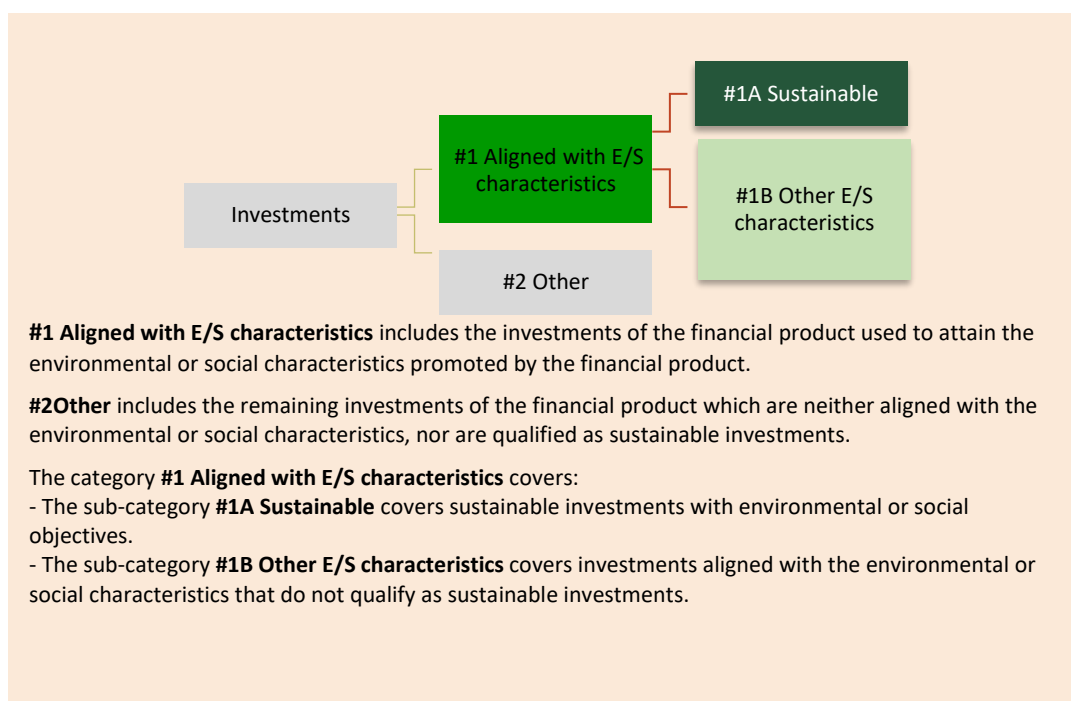 #1A Sustainable
#1 Aligned with E/S
characteristics
#1B Other E/S
characteristics
Investments
#2 Other
#1 Aligned with E/S characteristics includes the investments of the financial product used to attain the
environmental or social characteristics promoted by the financial product.
#2Other includes the remaining investments of the financial product which are neither aligned with the
environmental or social characteristics, nor are qualified as sustainable investments.
The category #1 Aligned with E/S characteristics covers:
- The sub-category #1A Sustainable covers sustainable investments with environmental or social
objectives.
- The sub-category #1B Other E/S characteristics covers investments aligned with the environmental or
social characteristics that do not qualify as sustainable investments.